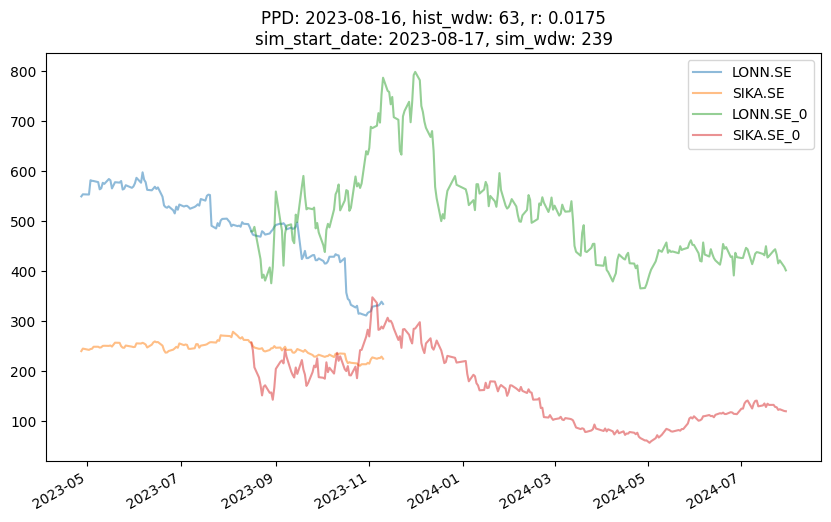 PPD: 2023-08-16, hist_wdw: 63, r: 0.0175
sim_start_date: 2023-08-17, sim_wdw: 239
LONN.SE
SIKA.SE
LONN.SE_0
SIKA.SE_0
800
700
600
500
400
300
200
100
2023-05
2023-07
2023-09
2023-11
2024-01
2024-03
2024-05
2024-07